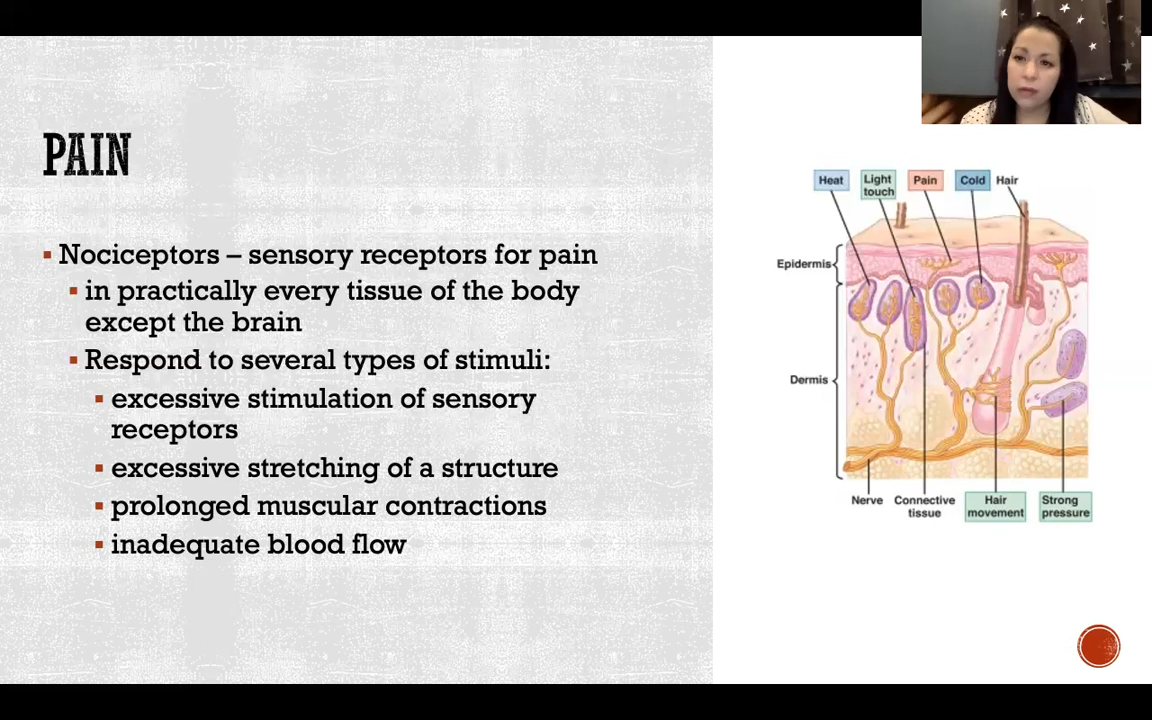 PAIN
Nociceptors – sensory receptors for pain
in practically every tissue of the body
except the brain
Respond to several types of stimuli:
excessive stimulation of sensory
receptors
excessive stretching of a structure
prolonged muscular contractions
inadequate blood flow
Heat
Light
touch
Pain
Cold
Hair
Epidermis
Dermis
Nerve
Connective
tissue
Hair
movement
Strong
pressure